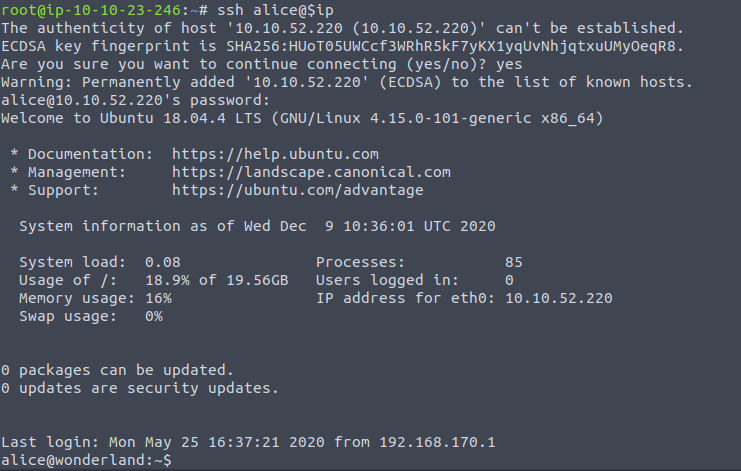 root@ip-10-10-23-246:~# ssh alice@$ip
The authenticity of host '10.10.52.220 (10.10.52.220)' can't be established.
ECDSA key fingerprint is SHA256:HUoT05UWCcf3WRhR5kF7yKX1yqUvNhjqtxuUMyOeqR8.
Are you sure you want to continue connecting (yes/no)? yes
Warning: Permanently added '10.10.52.220' (ECDSA) to the list of known hosts.
alice@10.10.52.220's password:
Welcome to Ubuntu 18.04.4 LTS (GNU/Linux 4.15.0-101-generic x86_64)
* Documentation:  https://help.ubuntu.com
* Management:     https://landscape.canonical.com
* Support:        https://ubuntu.com/advantage
System information as of Wed Dec  9 10:36:01 UTC 2020
System load:  0.08               Processes:           85
Usage of /:   18.9% of 19.56GB   Users logged in:     0
Memory usage: 16%                IP address for eth0: 10.10.52.220
Swap usage:   0%
0 packages can be updated.
0 updates are security updates.
Last login: Mon May 25 16:37:21 2020 from 192.168.170.1
alice@wonderland:~$